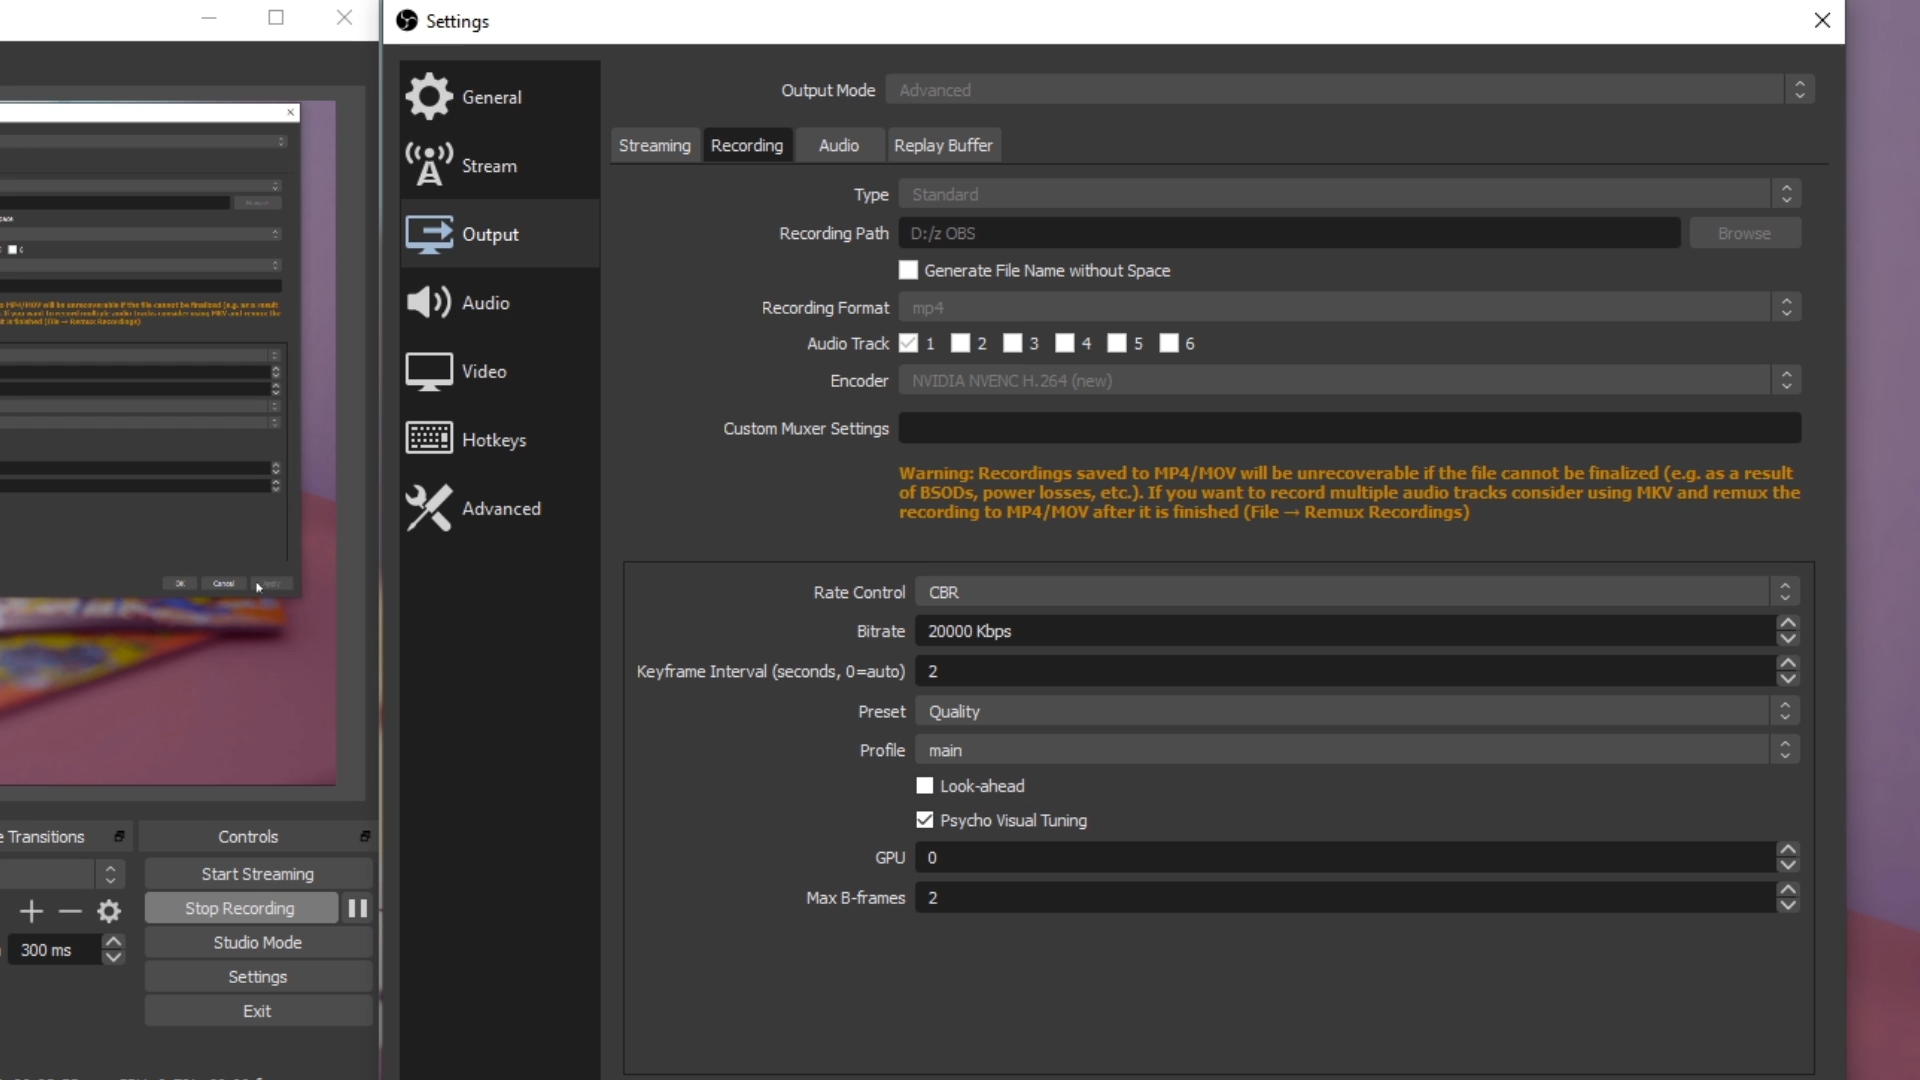 Settings
General
Stream
Output
Audio
Video
Hotkeys
Advanced
Output Mode Advanced
Streaming Recording Audio Replay Buffer
Type Standard
Recording Path D:/z OBS Browse
Generate File Name without Space
Recording Format mp4
Audio Track 1 2 3 4 5 6
Encoder NVIDIA NVENC H.264 (new)
Custom Muxer Settings
Warning: Recordings saved to MP4/MOV will be unrecoverable if the file cannot be finalized (e.g. as a result
of BSODs, power losses, etc.). If you want to record multiple audio tracks consider using MKV and remux the
recording to MP4/MOV after it is finished (File → Remux Recordings)
Rate Control CBR
Bitrate 20000 Kbps
Keyframe Interval (seconds, 0=auto) 2
Preset Quality
Profile main
Look-ahead
Psycho Visual Tuning
GPU 0
Max B-frames 2
OK Cancel
Transitions
300 ms
Controls
Start Streaming
Stop Recording
Studio Mode
Settings
Exit